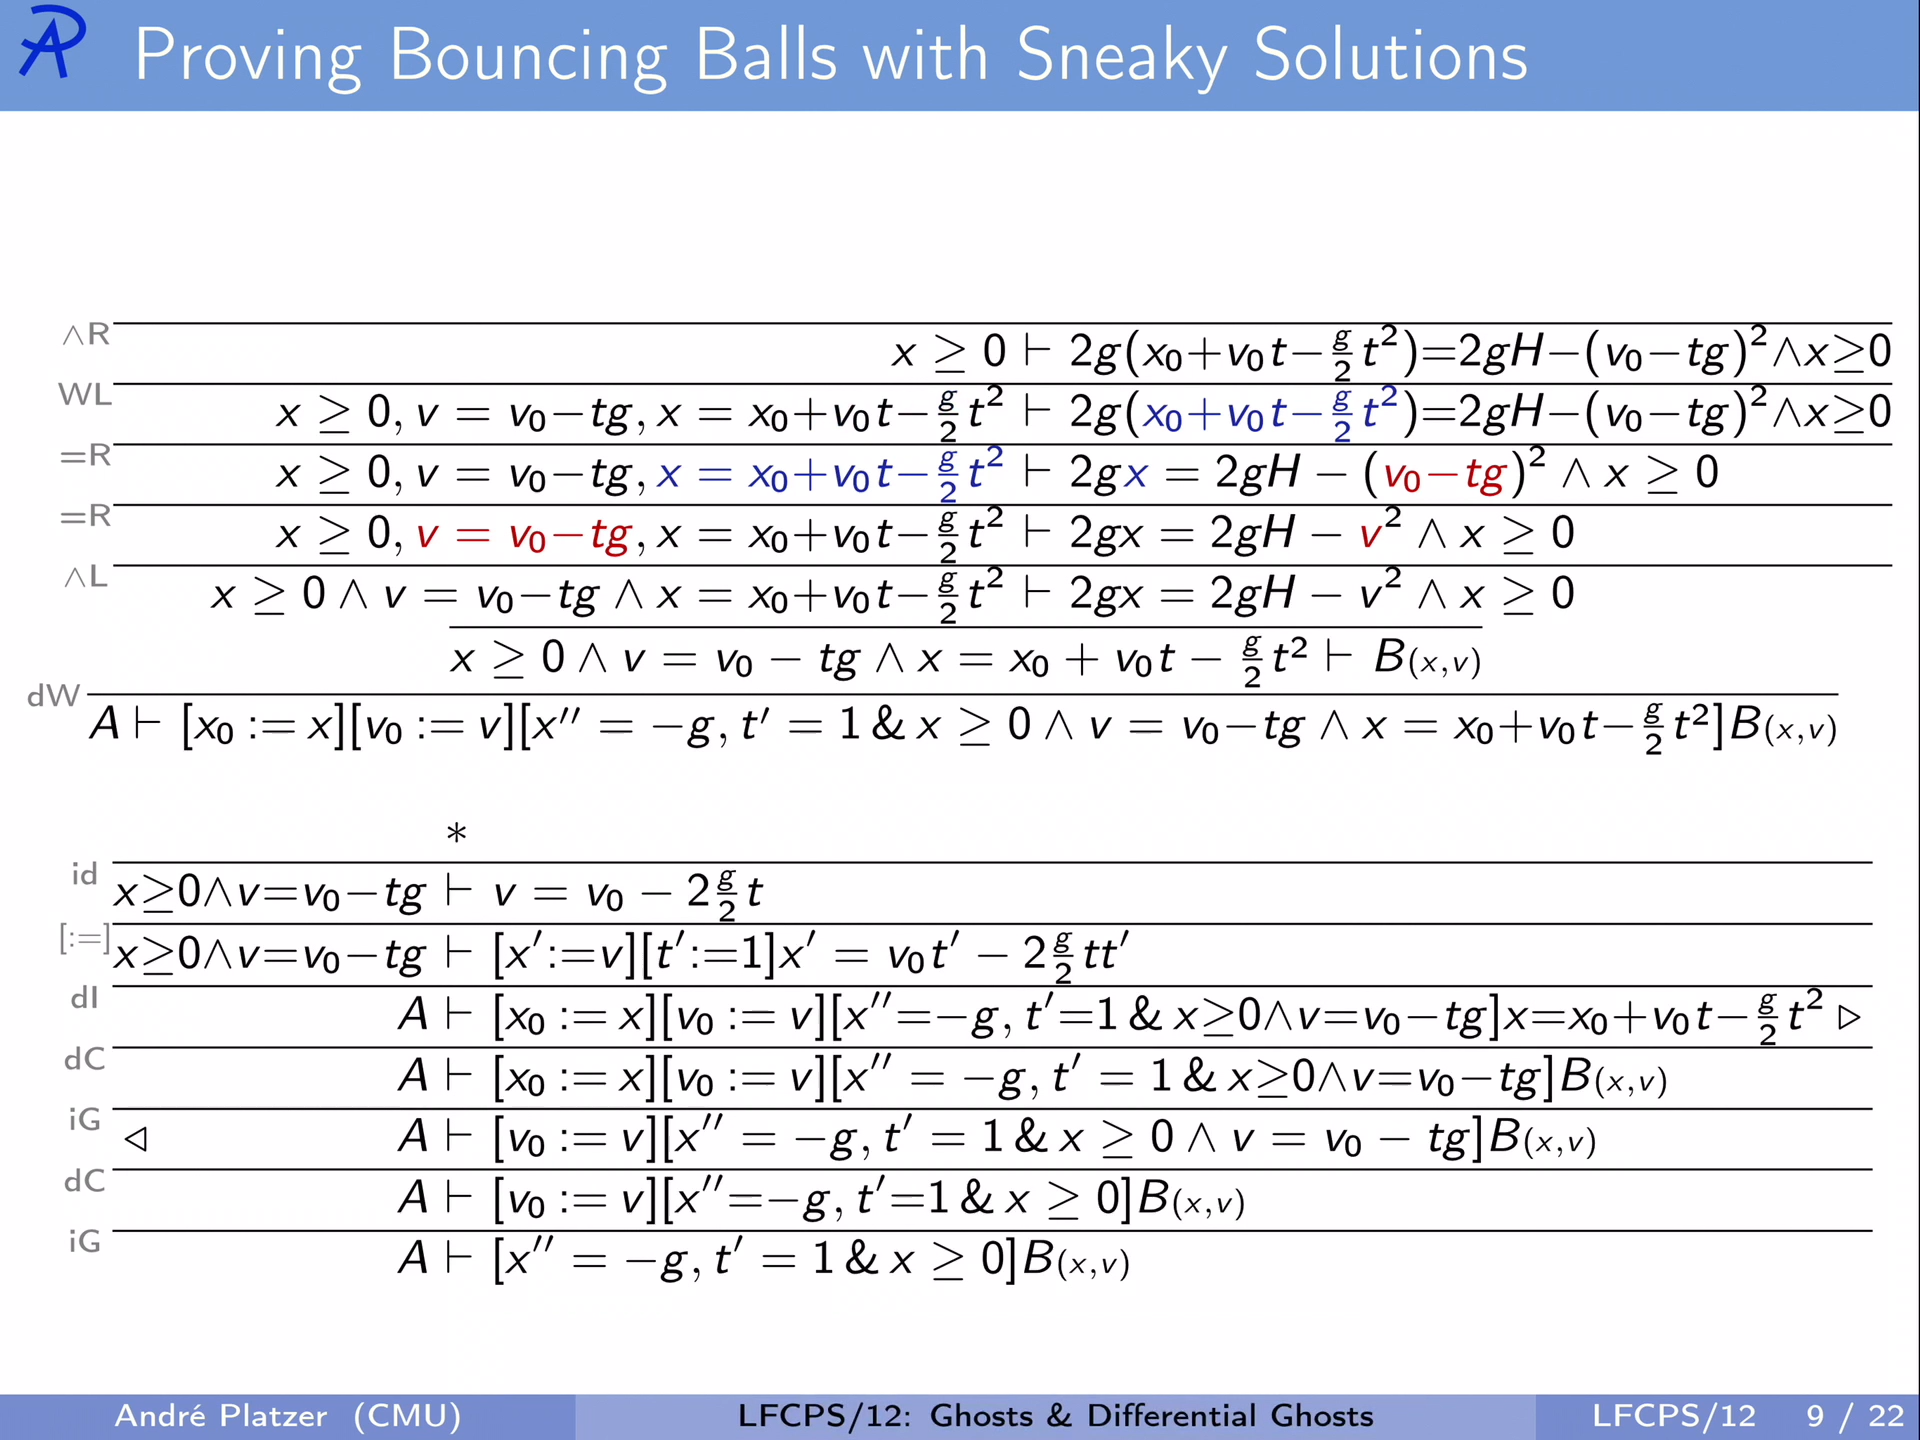 Proving Bouncing Balls with Sneaky Solutions
∧R x ≥ 0 ⊢ 2g(x₀+v₀t−g/2 t²)=2gH−(v₀−tg)²∧x≥0
WL x ≥ 0, v = v₀−tg, x = x₀+v₀t−g/2 t² ⊢ 2g(x₀+v₀t−g/2 t²)=2gH−(v₀−tg)²∧x≥0
=R x ≥ 0, v = v₀−tg, x = x₀+v₀t−g/2 t² ⊢ 2gx = 2gH − (v₀−tg)² ∧ x ≥ 0
=R x ≥ 0, v = v₀−tg, x = x₀+v₀t−g/2 t² ⊢ 2gx = 2gH − v² ∧ x ≥ 0
∧L x ≥ 0 ∧ v = v₀−tg ∧ x = x₀+v₀t−g/2 t² ⊢ 2gx = 2gH − v² ∧ x ≥ 0
x ≥ 0 ∧ v = v₀ − tg ∧ x = x₀ + v₀t − g/2 t² ⊢ B(x,v)
dW A ⊢ [x₀ := x][v₀ := v][x″ = −g, t′ = 1 & x ≥ 0 ∧ v = v₀−tg ∧ x = x₀+v₀t−g/2 t²]B(x,v)
*
id x≥0∧v=v₀−tg ⊢ v = v₀ − 2 g/2 t
[:=] x≥0∧v=v₀−tg ⊢ [x′:=v][t′:=1]x′ = v₀t′ − 2 g/2 tt′
dI A ⊢ [x₀ := x][v₀ := v][x″=−g, t′=1 & x≥0∧v=v₀−tg]x=x₀+v₀t−g/2 t² ▷
dC A ⊢ [x₀ := x][v₀ := v][x″ = −g, t′ = 1 & x≥0∧v=v₀−tg]B(x,v)
iG ◁ A ⊢ [v₀ := v][x″ = −g, t′ = 1 & x ≥ 0 ∧ v = v₀ − tg]B(x,v)
dC A ⊢ [v₀ := v][x″=−g, t′=1 & x ≥ 0]B(x,v)
iG A ⊢ [x″ = −g, t′ = 1 & x ≥ 0]B(x,v)
André Platzer (CMU) LFCPS/12: Ghosts & Differential Ghosts LFCPS/12 9 / 22